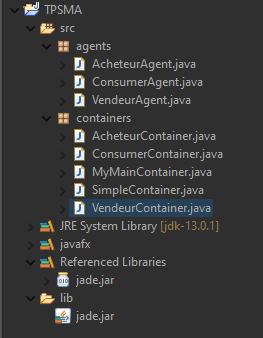 TPSMA
src
agents
AcheteurAgent.java
ConsumerAgent.java
VendeurAgent.java
containers
AcheteurContainer.java
ConsumerContainer.java
MyMainContainer.java
SimpleContainer.java
VendeurContainer.java
JRE System Library [jdk-13.0.1]
javafx
Referenced Libraries
jade.jar
lib
jade.jar